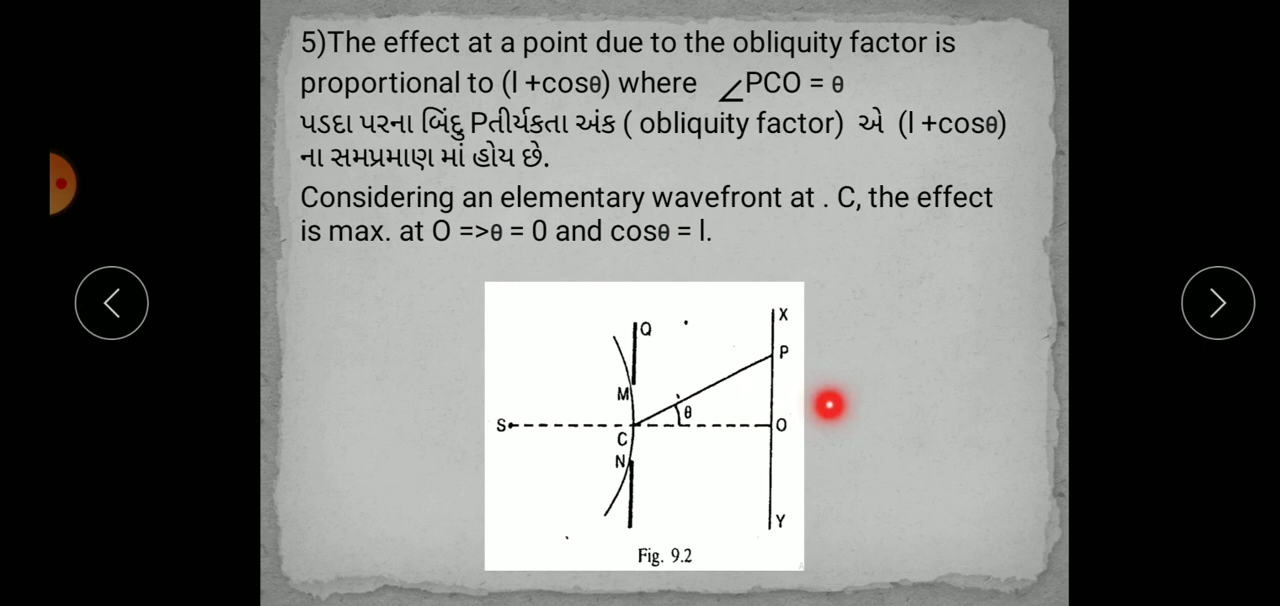 5)The effect at a point due to the obliquity factor is
proportional to (l +cosθ) where ∠PCO = θ
પડદા પરના બિંદુ Pતીર્યકતા અંક ( obliquity factor) એ (l +cosθ)
ના સમપ્રમાણ માં હોય છે.
Considering an elementary wavefront at . C, the effect
is max. at O =>θ = 0 and cosθ = l.
X
Q
P
M
θ
S
O
C
N
Y
Fig. 9.2